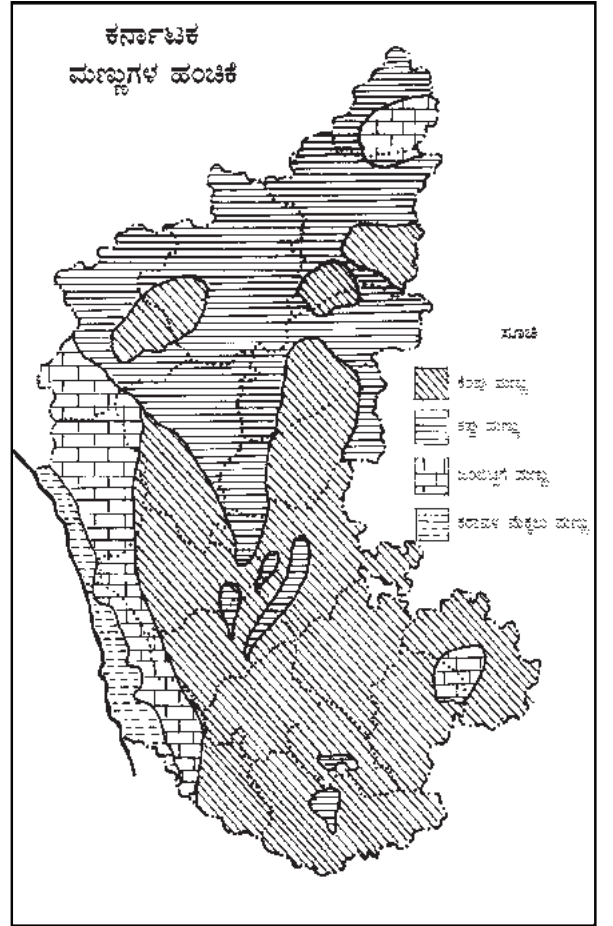 ಕರ್ನಾಟಕ
ಮಣ್ಣುಗಳ ಹಂಚಿಕೆ
ಸೂಚಿ
ಕೆಂಪು ಮಣ್ಣು
ಕಪ್ಪು ಮಣ್ಣು
ಜಂಬಿಟ್ಟಿಗೆ ಮಣ್ಣು
ಕರಾವಳಿ ಮೆಕ್ಕಲು ಮಣ್ಣು